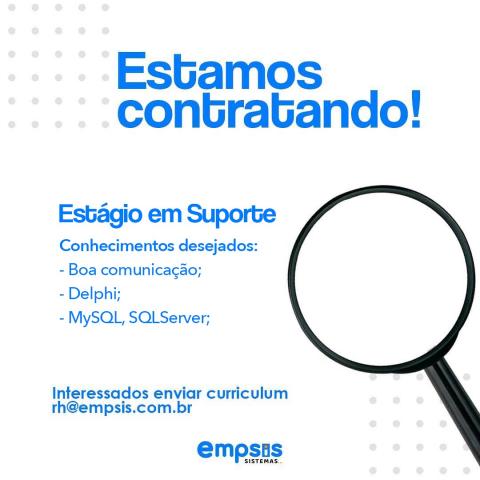 Estamos
contratando!
Estágio em Suporte
Conhecimentos desejados:
- Boa comunicação;
- Delphi;
- MySQL, SQLServer;
Interessados enviar curriculum
rh@empsis.com.br
empsis
SISTEMAS